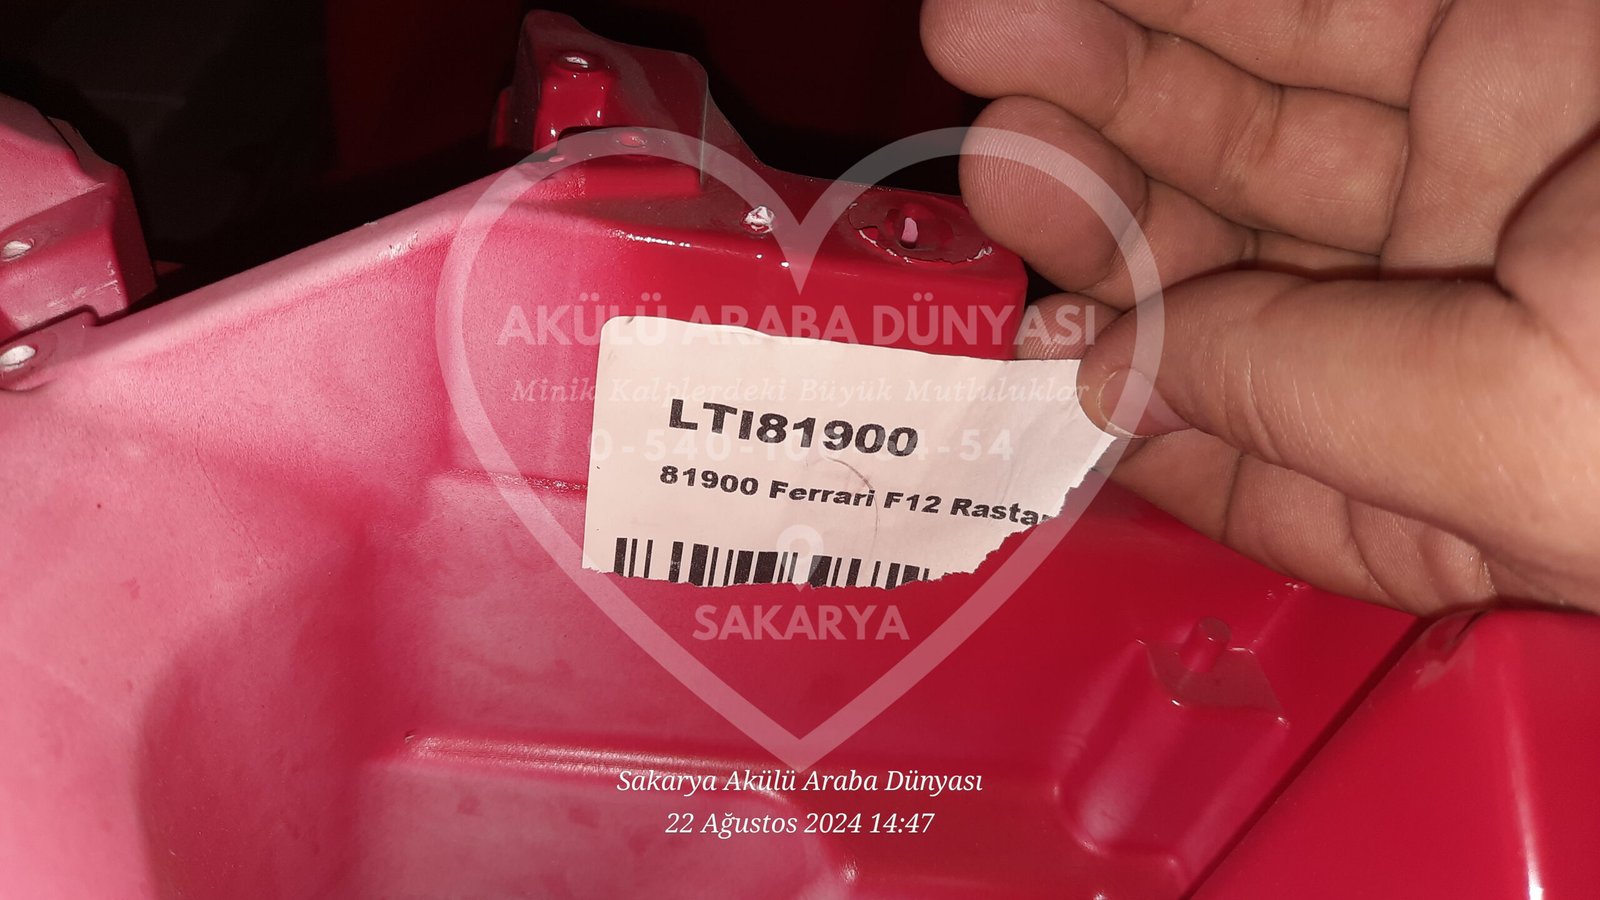 AKÜLÜ ARABA DÜNYASI
Minik Kalplerdeki Büyük Mutluluklar
LTI81900
81900 Ferrari F12
SAKARYA
Sakarya Akülü Araba Dünyası
22 Ağustos 2024 14:47